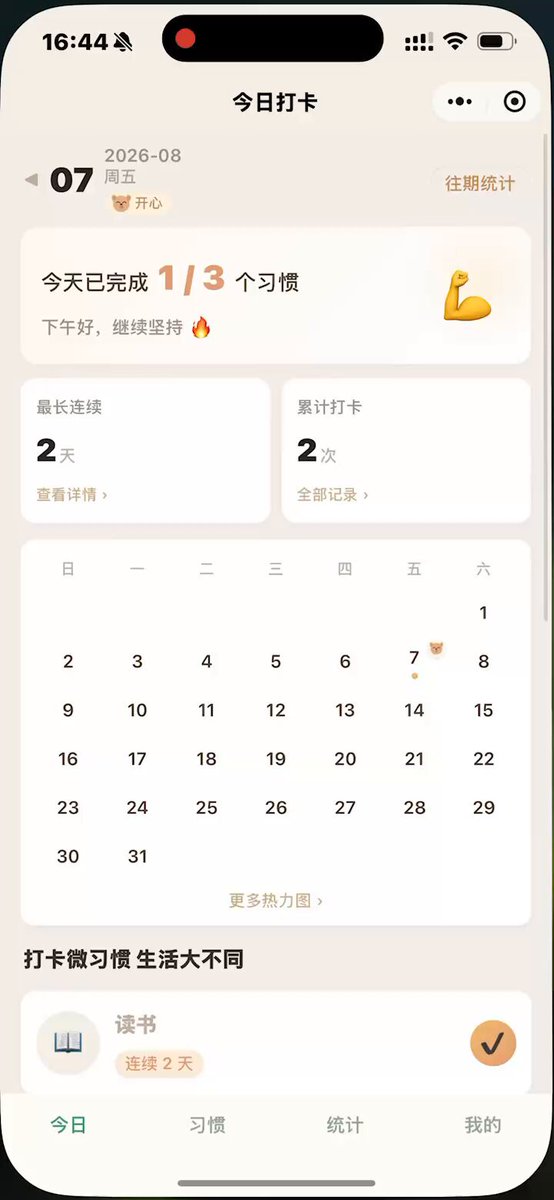 16:44
今日打卡
07
2026-08
周五
开心
往期统计
今天已完成 1 / 3 个习惯
下午好，继续坚持 🔥
最长连续
2 天
查看详情 ›
累计打卡
2 次
全部记录 ›
日 一 二 三 四 五 六
1
2 3 4 5 6 7 8
9 10 11 12 13 14 15
16 17 18 19 20 21 22
23 24 25 26 27 28 29
30 31
更多热力图 ›
打卡微习惯 生活大不同
读书
连续 2 天
今日 习惯 统计 我的